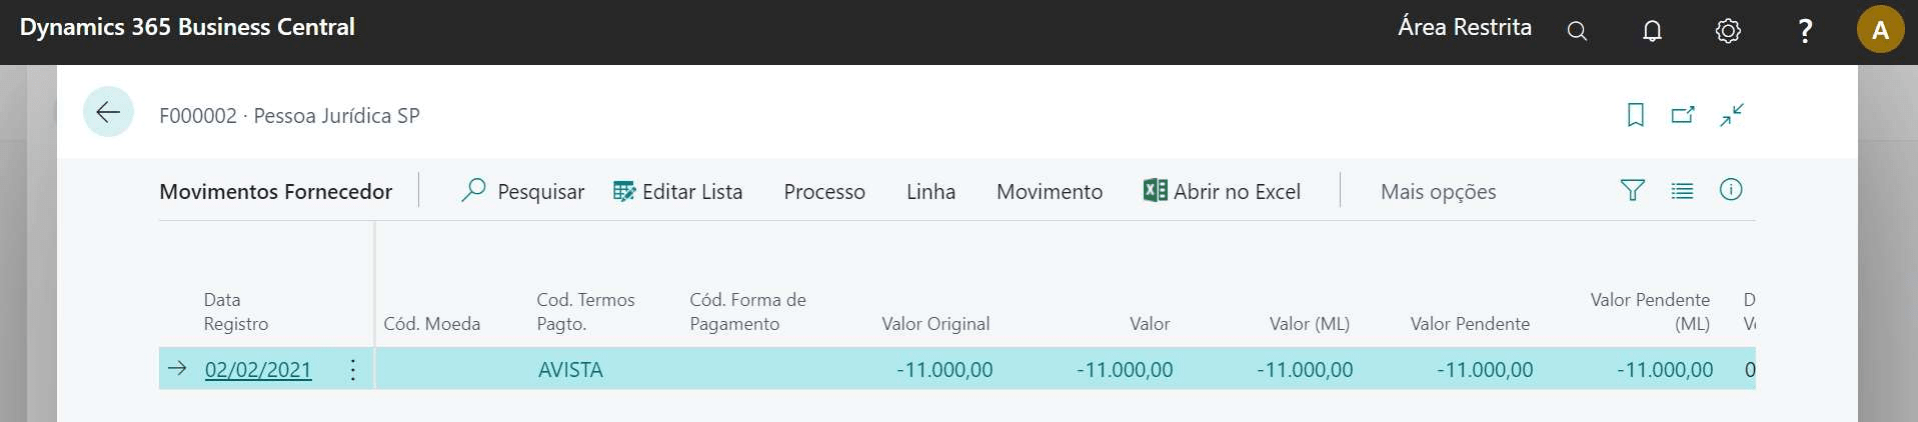 Dynamics 365 Business Central
Área Restrita
?
A
F000002 · Pessoa Jurídica SP
Movimentos Fornecedor
Pesquisar
Editar Lista
Processo
Linha
Movimento
Abrir no Excel
Mais opções
Data Registro
Cód. Moeda
Cod. Termos Pagto.
Cód. Forma de Pagamento
Valor Original
Valor
Valor (ML)
Valor Pendente
Valor Pendente (ML)
02/02/2021
AVISTA
-11.000,00
-11.000,00
-11.000,00
-11.000,00
-11.000,00